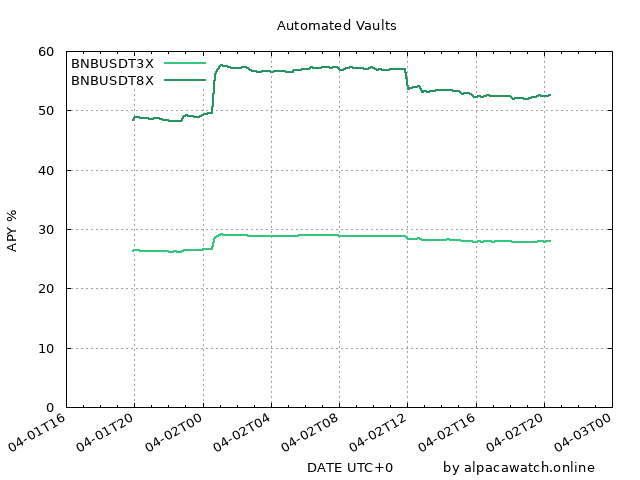 Automated Vaults
BNBUSDT3X
BNBUSDT8X
APY %
60
50
40
30
20
10
0
04-01T16
04-01T20
04-02T00
04-02T04
04-02T08
04-02T12
04-02T16
04-02T20
04-03T00
DATE UTC+0
by alpacawatch.online